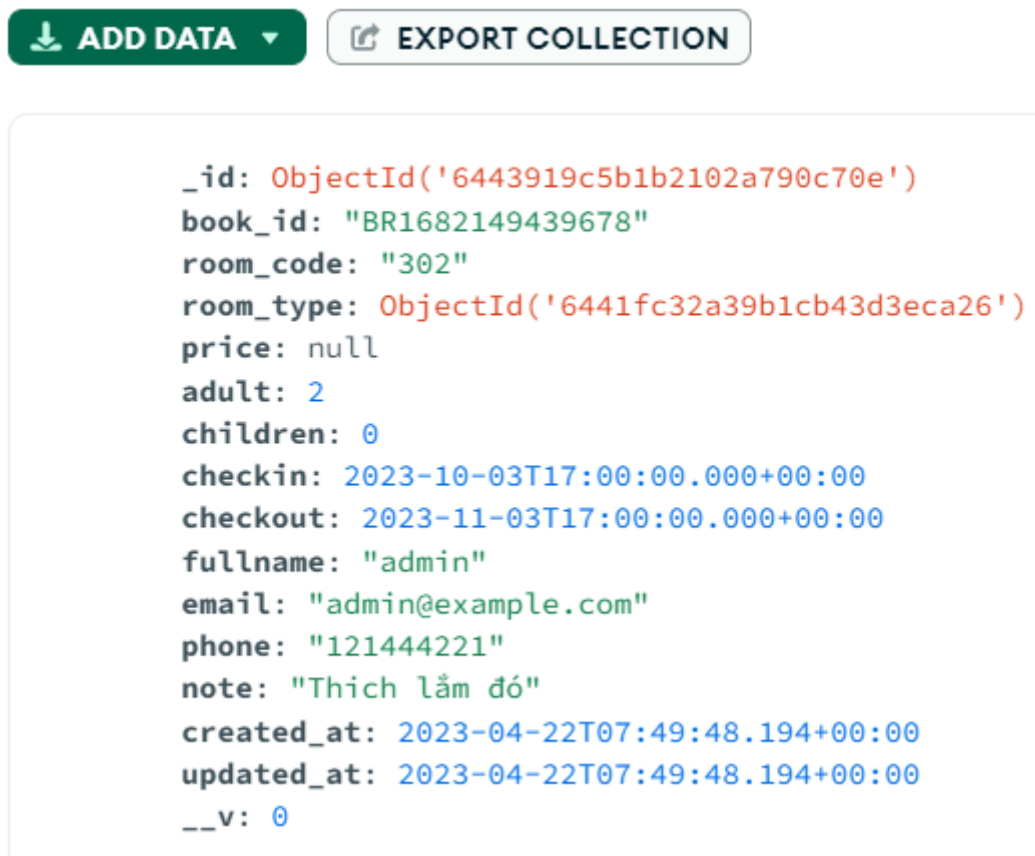 ADD DATA
EXPORT COLLECTION
_id: ObjectId('6443919c5b1b2102a790c70e')
book_id: "BR1682149439678"
room_code: "302"
room_type: ObjectId('6441fc32a39b1cb43d3eca26')
price: null
adult: 2
children: 0
checkin: 2023-10-03T17:00:00.000+00:00
checkout: 2023-11-03T17:00:00.000+00:00
fullname: "admin"
email: "admin@example.com"
phone: "121444221"
note: "Thich lắm đó"
created_at: 2023-04-22T07:49:48.194+00:00
updated_at: 2023-04-22T07:49:48.194+00:00
__v: 0